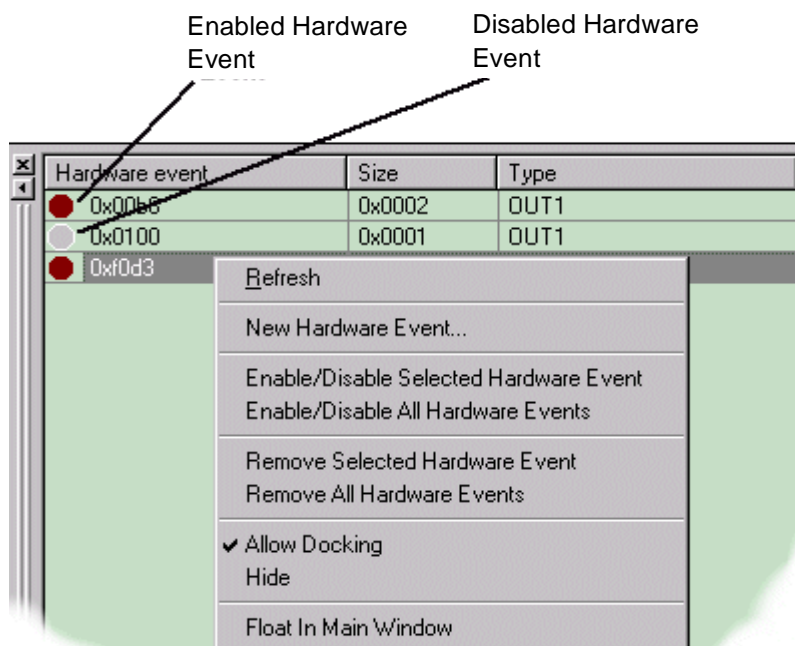 Enabled Hardware
Event
Disabled Hardware
Event
Hardware event Size Type
0x0002 OUT1
0x0100 0x0001 OUT1
0xf0d3
Refresh
New Hardware Event...
Enable/Disable Selected Hardware Event
Enable/Disable All Hardware Events
Remove Selected Hardware Event
Remove All Hardware Events
Allow Docking
Hide
Float In Main Window